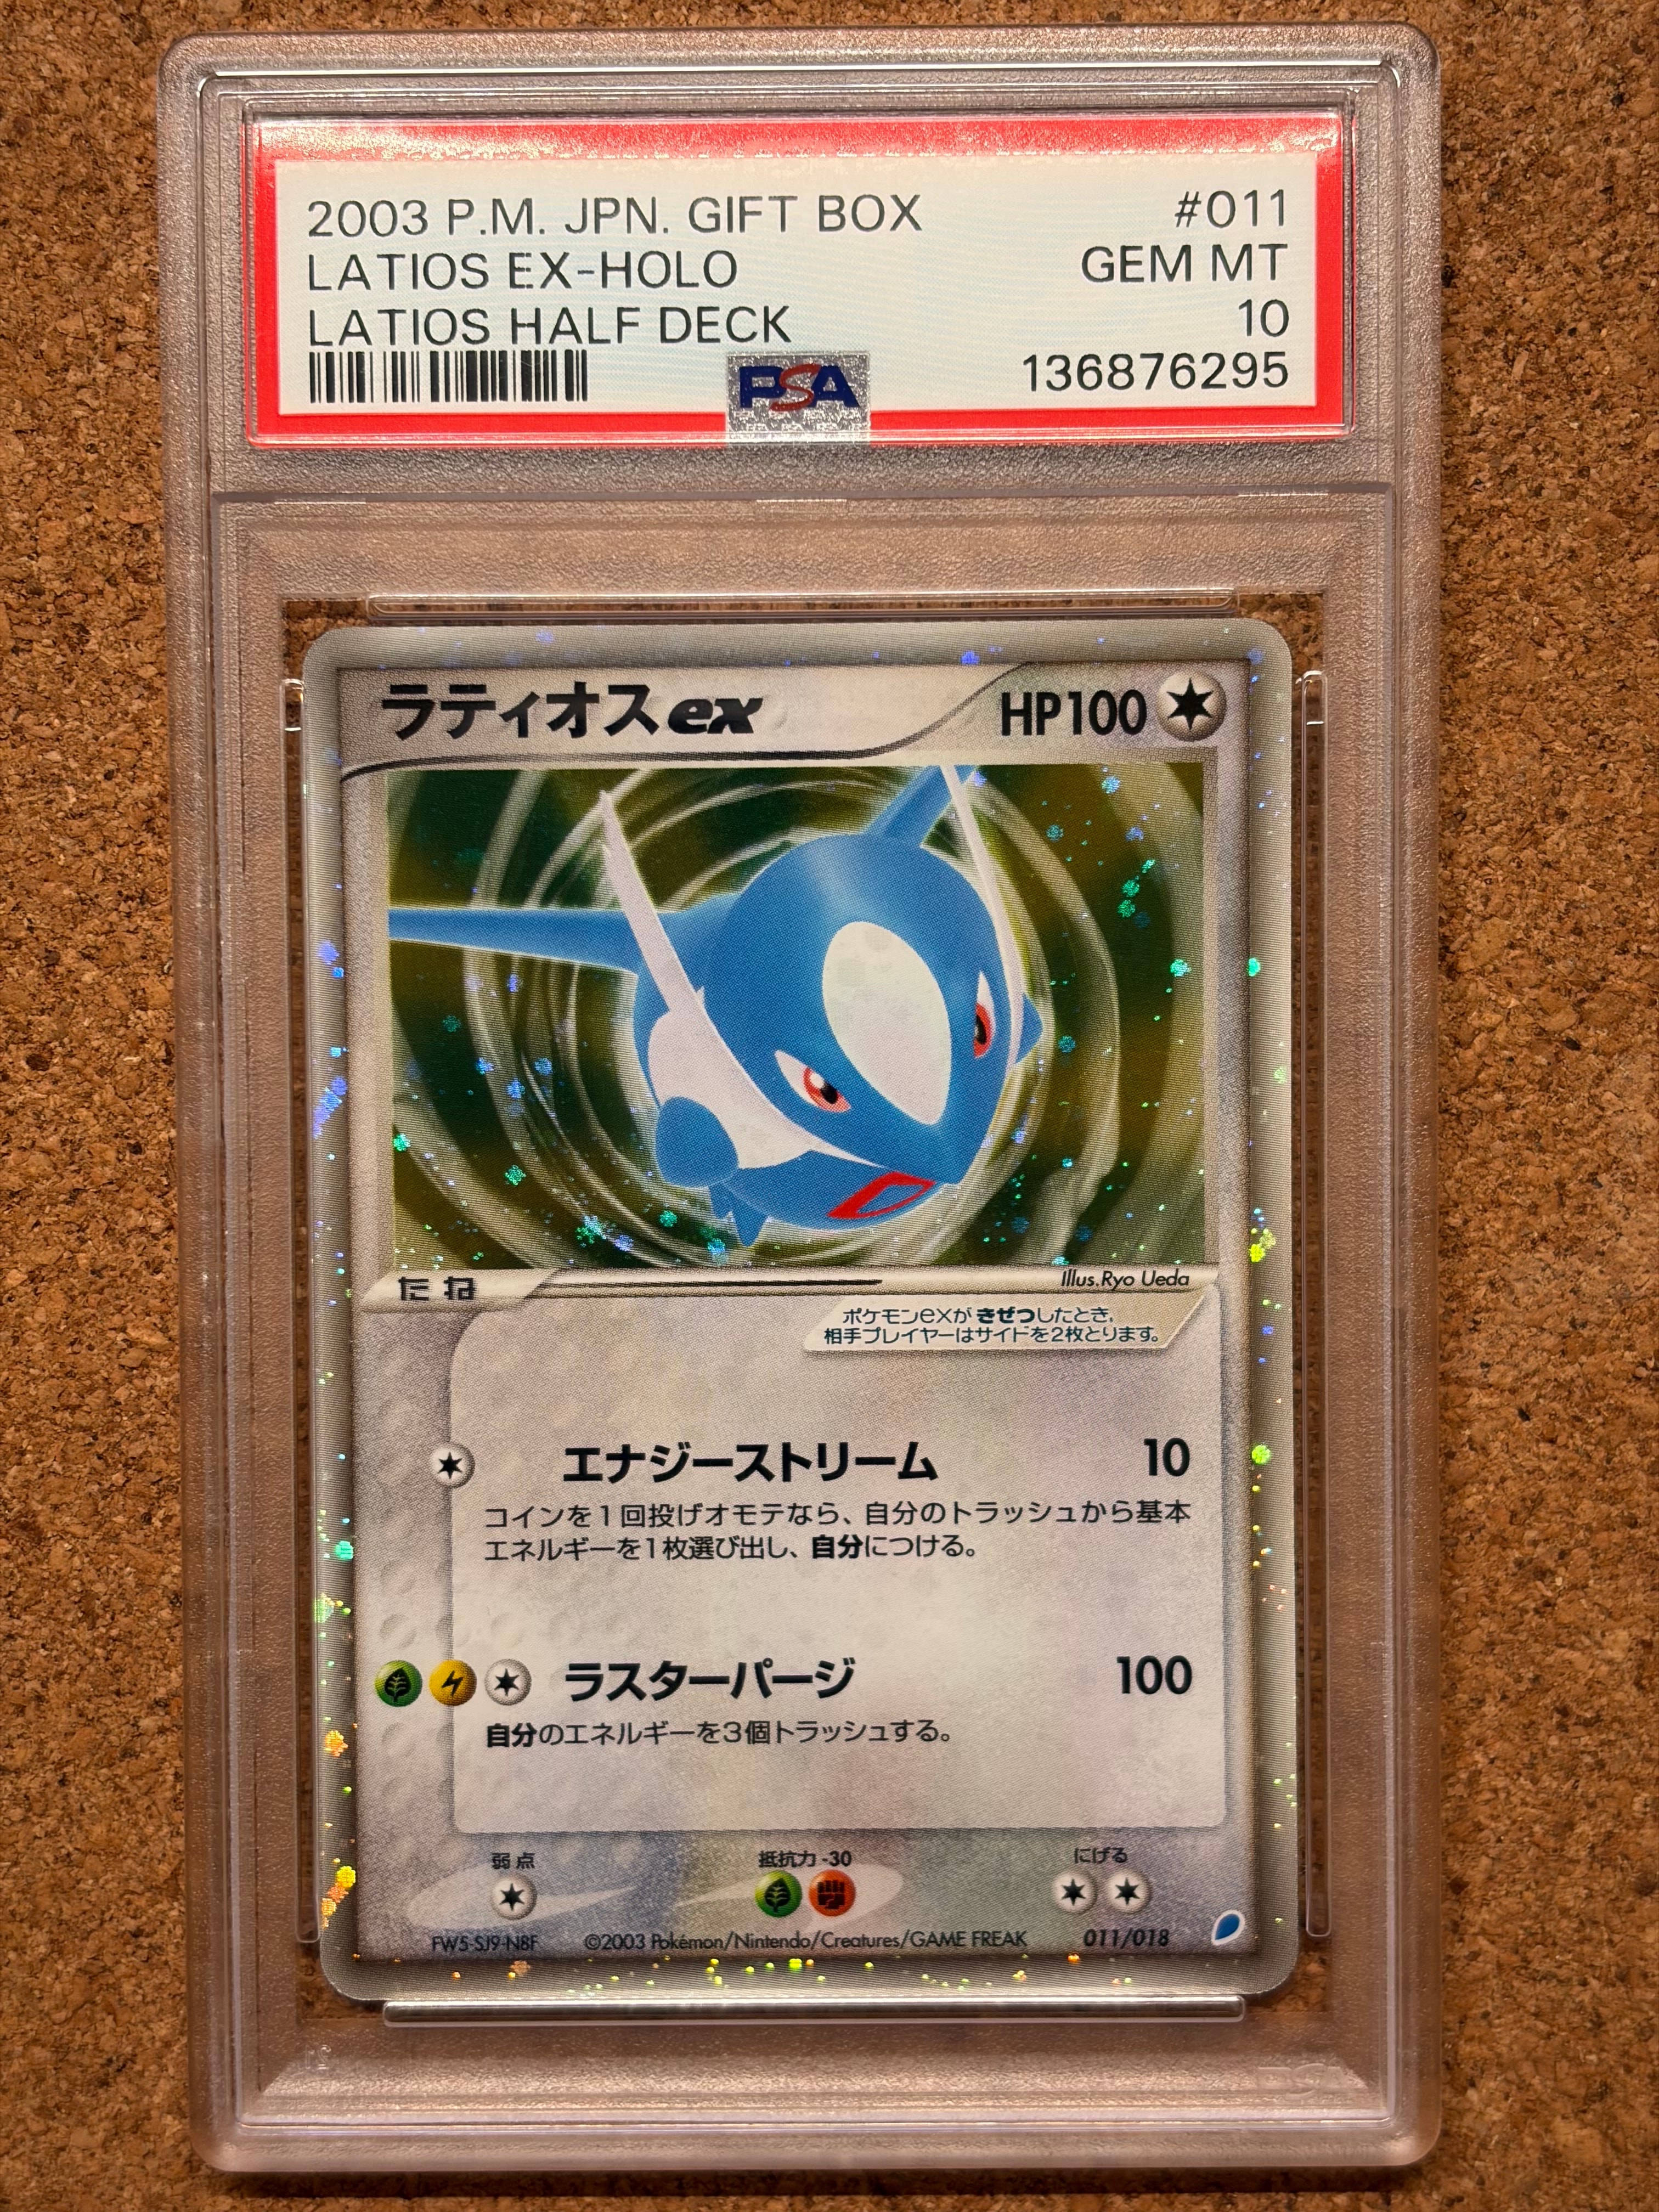 2003 P.M. JPN. GIFT BOX #011
LATIOS EX-HOLO GEM MT
LATIOS HALF DECK 10
PSA 136876295
ラティオスex HP100
たね Illus.Ryo Ueda
ポケモンexが きぜつしたとき、
相手プレイヤーはサイドを2枚とります。
エナジーストリーム 10
コインを1回投げオモテなら、自分のトラッシュから基本
エネルギーを1枚選び出し、自分につける。
ラスターパージ 100
自分のエネルギーを3個トラッシュする。
弱点 抵抗力 -30 にげる
FW5-SJ9-N8F ©2003 Pokémon/Nintendo/Creatures/GAME FREAK 011/018
PSA